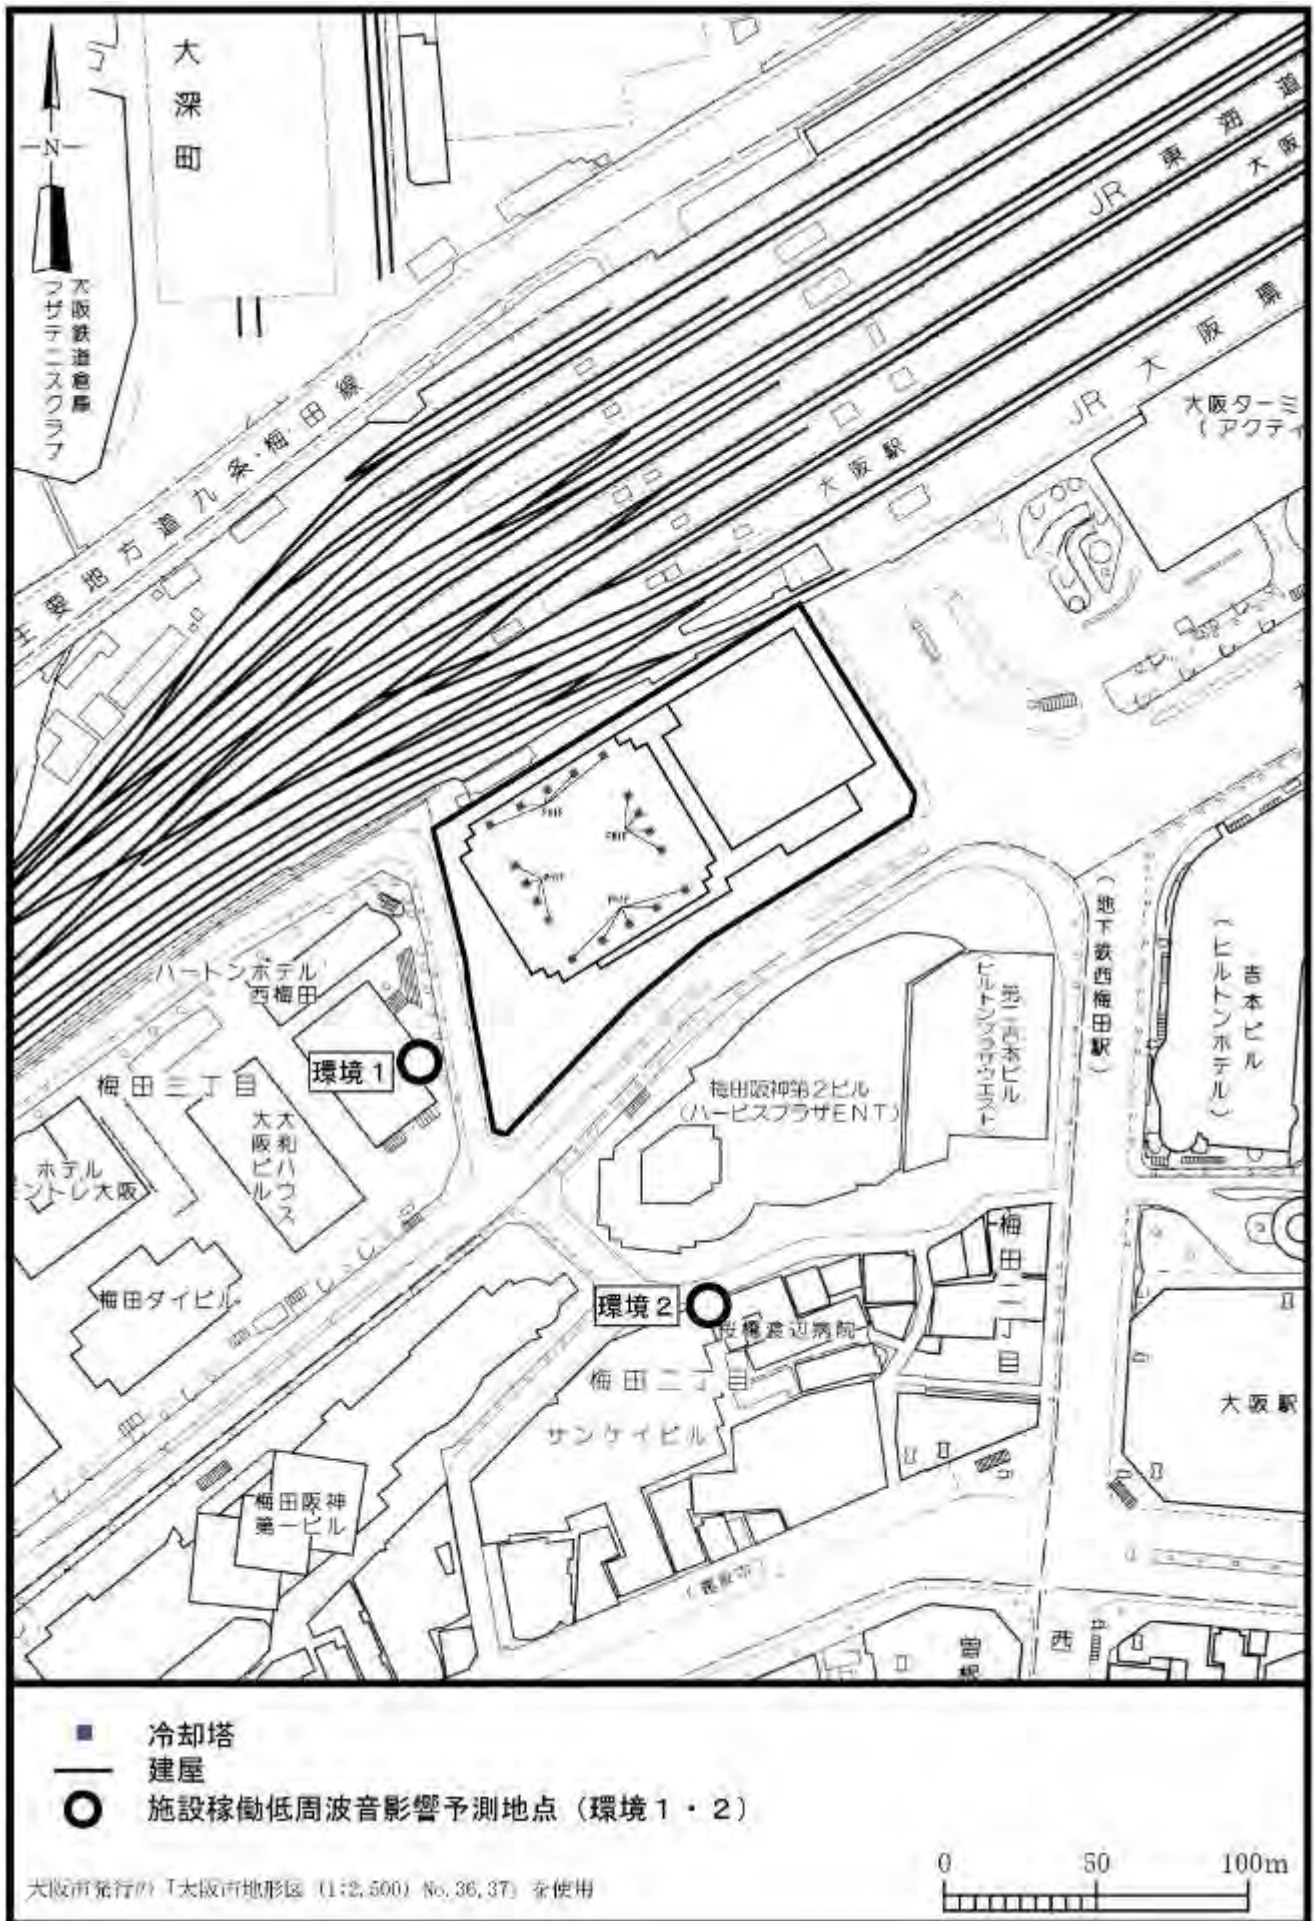 大深町
N
大阪鉄道倉庫
プザテニスクラブ
主要地方道九条・梅田線
JR東海道
大阪
JR大阪環
大阪駅
大阪ターミ
(アクティ
PH1F
PH1F
PH1F
ハートンホテル
西梅田
環境1
梅田三丁目
大和ハウス
大阪ビル
ホテル
ントレ大阪
梅田ダイビル
(地下鉄西梅田駅)
吉本ビル
(ヒルトンホテル)
第二吉本ビル
(ヒルトンプラザウエスト)
梅田阪神第2ビル
(ハービスプラザENT)
環境2
桜橋渡辺病院
梅田二丁目
梅田二丁目
サンケイビル
大阪駅
梅田阪神
第一ビル
西
冷却塔
建屋
施設稼働低周波音影響予測地点(環境1・2)
大阪市発行の「大阪市地形図(1:2,500)No.36,37」を使用
0 50 100m